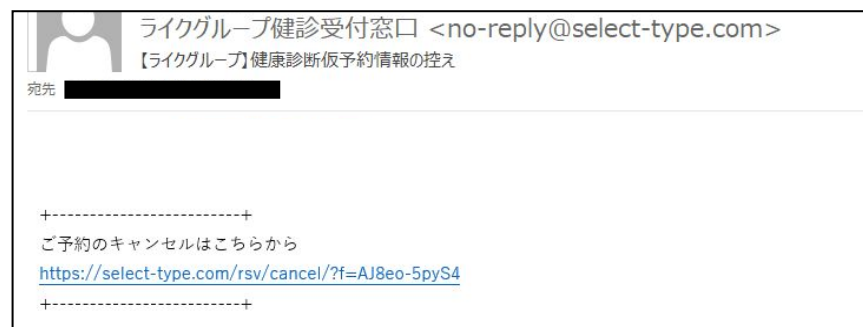 ライクグループ健診受付窓口 <no-reply@select-type.com>
【ライクグループ】健康診断仮予約情報の控え
宛先
+-------------------------+
ご予約のキャンセルはこちらから
https://select-type.com/rsv/cancel/?f=AJ8eo-5pyS4
+-------------------------+